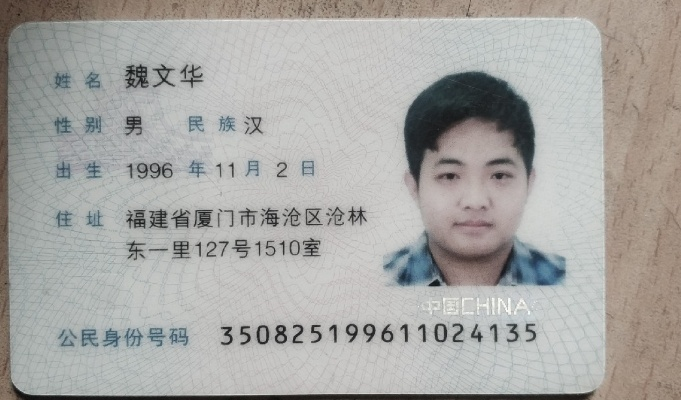 姓名 魏文华
性别 男 民族 汉
出生 1996 年 11 月 2 日
住址 福建省厦门市海沧区沧林
东一里127号1510室
中国CHINA
公民身份号码 350825199611024135